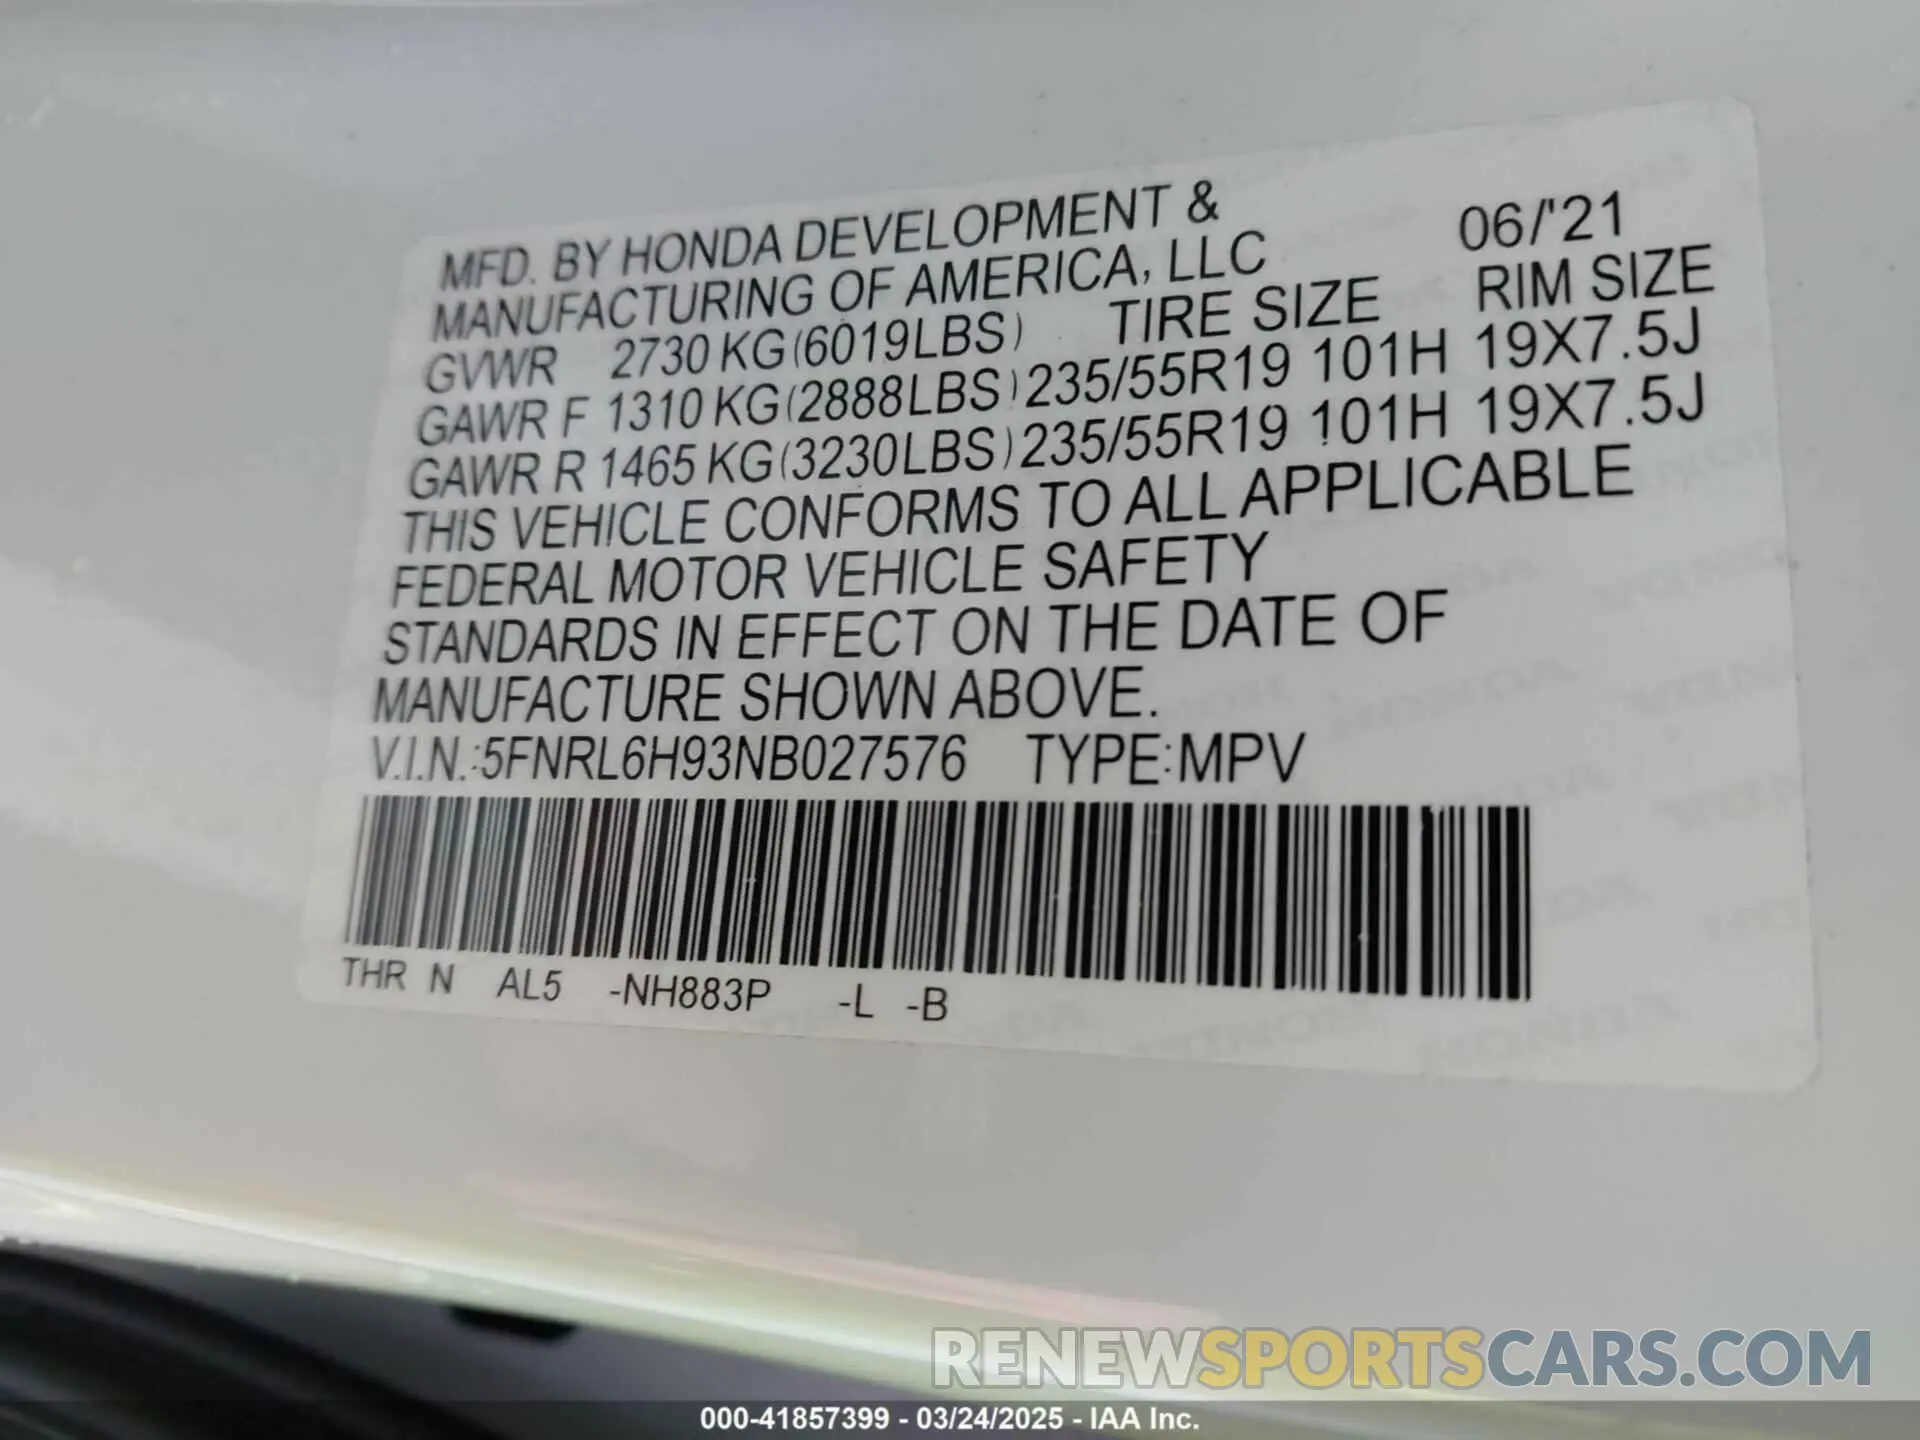 MFD. BY HONDA DEVELOPMENT & 06/'21
MANUFACTURING OF AMERICA, LLC
GVWR 2730 KG(6019LBS) TIRE SIZE RIM SIZE
GAWR F 1310 KG(2888LBS) 235/55R19 101H 19X7.5J
GAWR R 1465 KG(3230LBS) 235/55R19 101H 19X7.5J
THIS VEHICLE CONFORMS TO ALL APPLICABLE
FEDERAL MOTOR VEHICLE SAFETY
STANDARDS IN EFFECT ON THE DATE OF
MANUFACTURE SHOWN ABOVE.
V.I.N.:5FNRL6H93NB027576 TYPE:MPV
THR N AL5 -NH883P -L -B
RENEWSPORTSCARS.COM
000-41857399 - 03/24/2025 - IAA Inc.